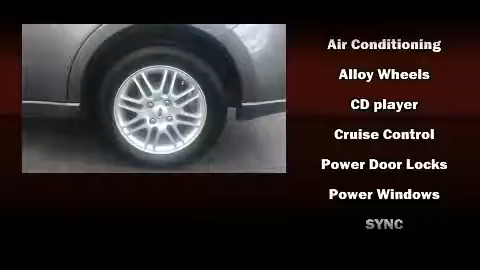 Air Conditioning
Alloy Wheels
CD player
Cruise Control
Power Door Locks
Power Windows
SYNC